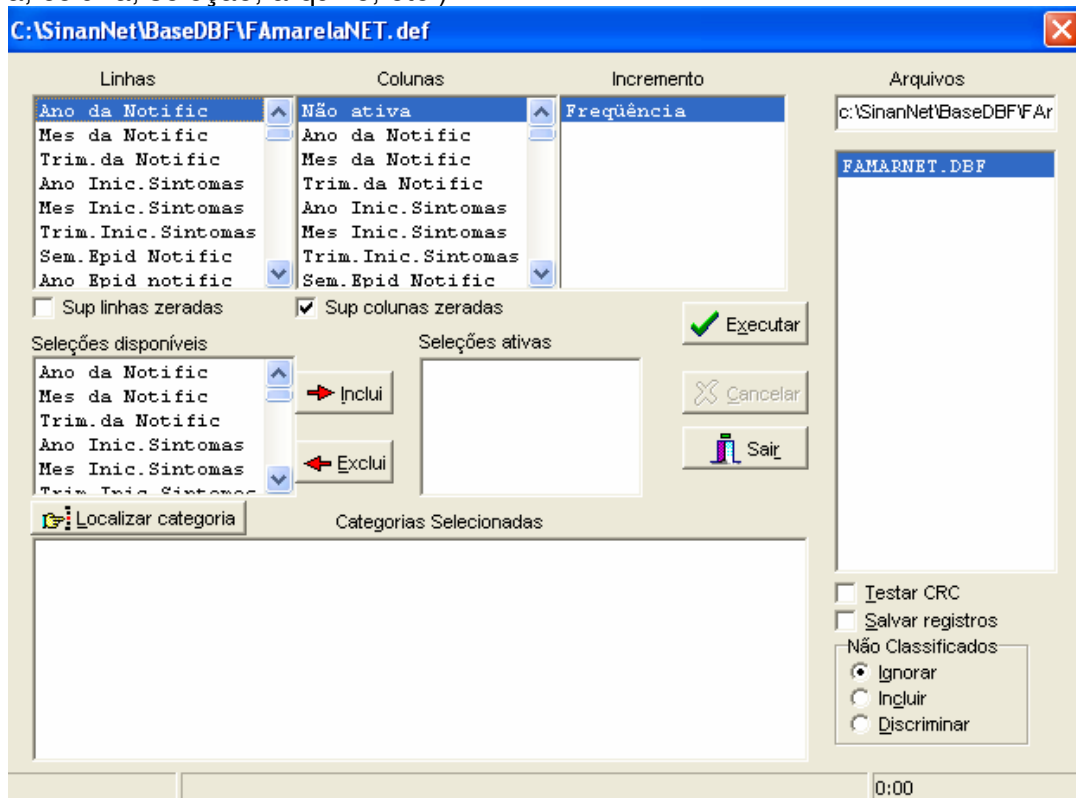 C:\SinanNet\BaseDBF\FAmarelaNET.def
Linhas
Colunas
Incremento
Arquivos
Ano da Notific
Mes da Notific
Trim.da Notific
Ano Inic.Sintomas
Mes Inic.Sintomas
Trim.Inic.Sintomas
Sem.Epid Notific
Ano Epid notific
Não ativa
Ano da Notific
Mes da Notific
Trim.da Notific
Ano Inic.Sintomas
Mes Inic.Sintomas
Trim.Inic.Sintomas
Sem.Epid Notific
Freqüência
c:\SinanNet\BaseDBF\FAr
FAMARNET.DBF
Sup linhas zeradas
Sup colunas zeradas
Executar
Seleções disponíveis
Seleções ativas
Ano da Notific
Mes da Notific
Trim.da Notific
Ano Inic.Sintomas
Mes Inic.Sintomas
Trim Inic Sintomas
Inclui
Exclui
Cancelar
Sair
Localizar categoria
Categorias Selecionadas
Testar CRC
Salvar registros
Não Classificados
Ignorar
Incluir
Discriminar
0:00